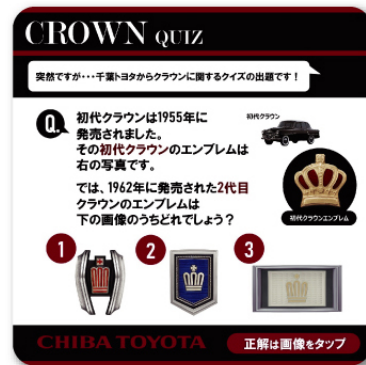 CROWN QUIZ
突然ですが・・・千葉トヨタからクラウンに関するクイズの出題です！
Q.
初代クラウンは1955年に
発売されました。
その初代クラウンのエンブレムは
右の写真です。
初代クラウン
初代クラウンエンブレム
では、1962年に発売された2代目
クラウンのエンブレムは
下の画像のうちどれでしょう？
1
2
3
CHIBA TOYOTA
正解は画像をタップ